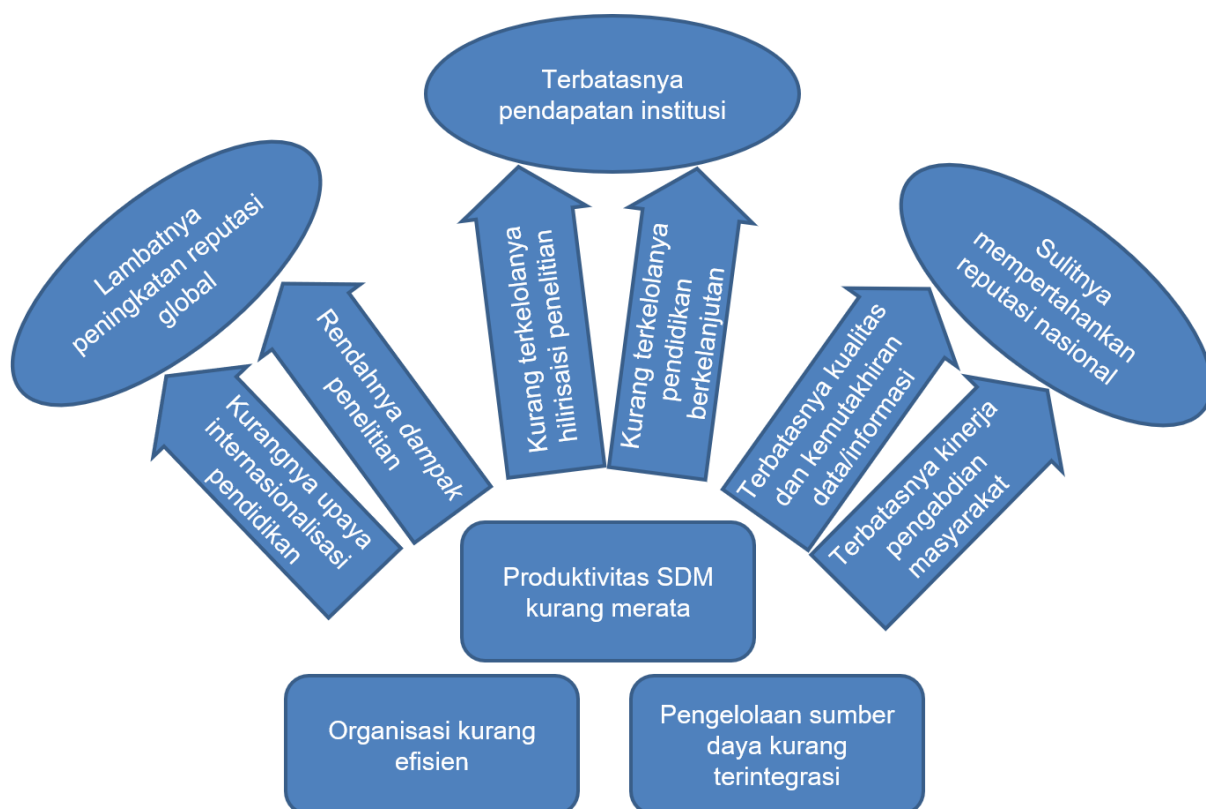 Terbatasnya
pendapatan institusi
Lambatnya
peningkatan reputasi
global
Sulitnya
mempertahankan
reputasi nasional
Kurangnya upaya
internasionalisasi
pendidikan
Rendahnya dampak
penelitian
Kurang terkelolanya
hilirisaisi penelitian
Kurang terkelolanya
pendidikan
berkelanjutan
Terbatasnya kualitas
dan kemutakhiran
data/informasi
Terbatasnya kinerja
pengabdian
masyarakat
Produktivitas SDM
kurang merata
Organisasi kurang
efisien
Pengelolaan sumber
daya kurang
terintegrasi